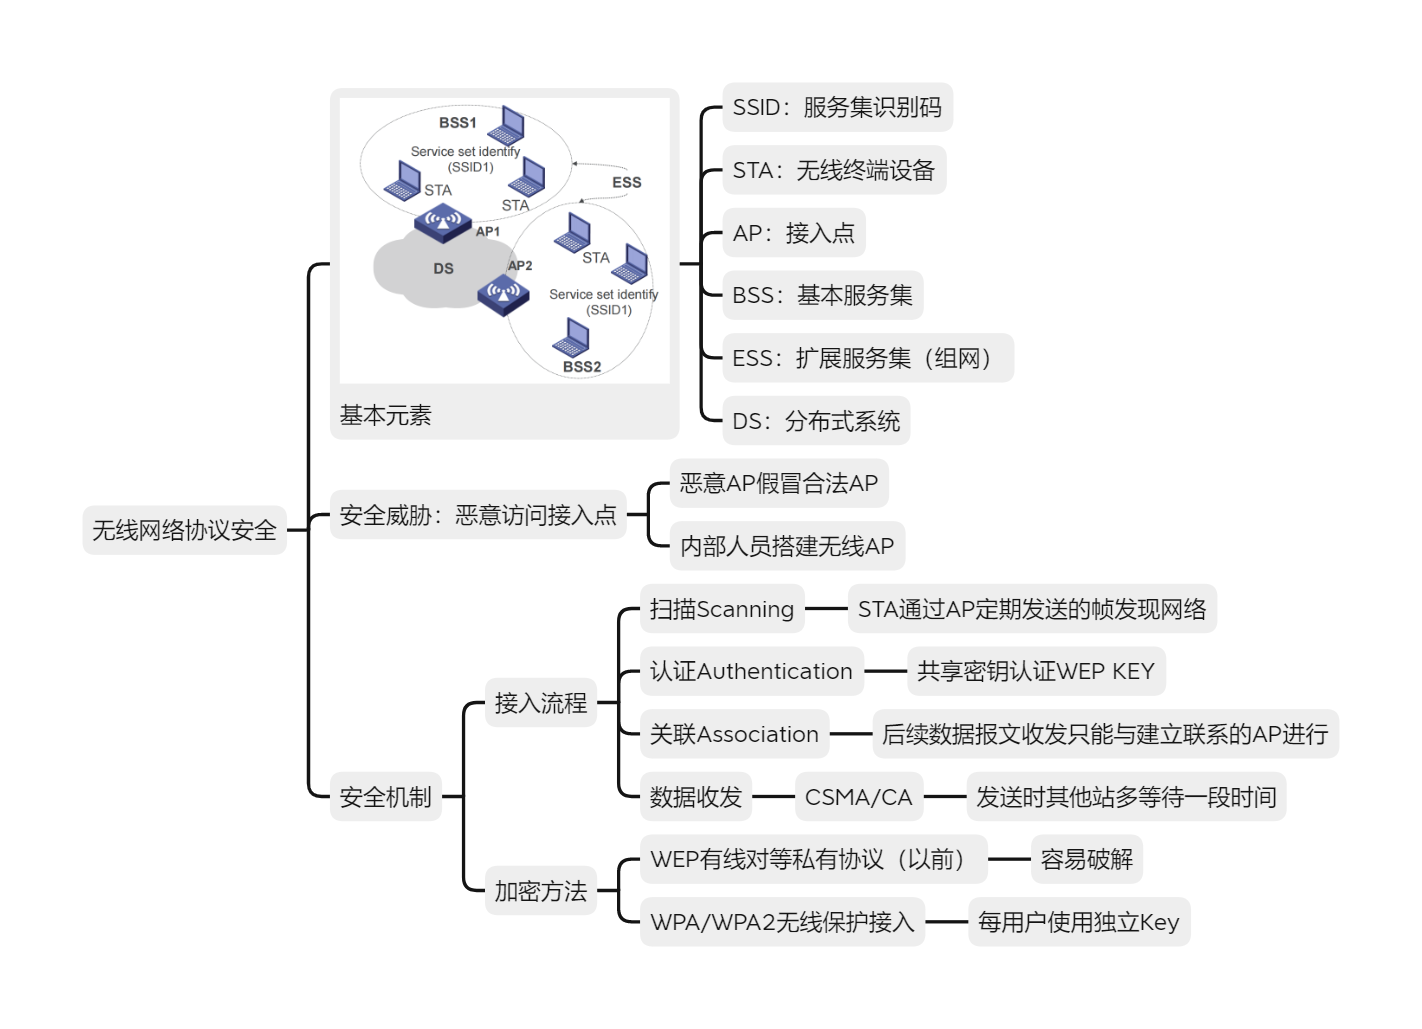 无线网络协议安全
BSS1
Service set identify
(SSID1)
STA
STA
ESS
AP1
DS
AP2
STA
Service set identify
(SSID1)
BSS2
基本元素
SSID：服务集识别码
STA：无线终端设备
AP：接入点
BSS：基本服务集
ESS：扩展服务集（组网）
DS：分布式系统
安全威胁：恶意访问接入点
恶意AP假冒合法AP
内部人员搭建无线AP
安全机制
接入流程
扫描Scanning
STA通过AP定期发送的帧发现网络
认证Authentication
共享密钥认证WEP KEY
关联Association
后续数据报文收发只能与建立联系的AP进行
数据收发
CSMA/CA
发送时其他站多等待一段时间
加密方法
WEP有线对等私有协议（以前）
容易破解
WPA/WPA2无线保护接入
每用户使用独立Key